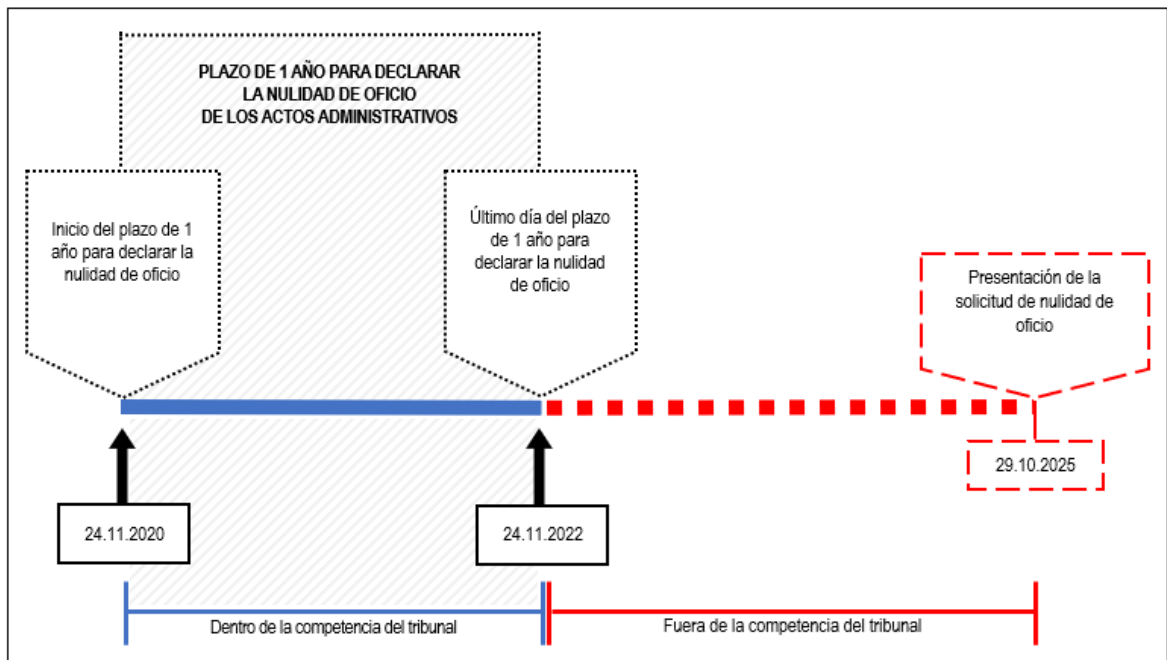 PLAZO DE 1 AÑO PARA DECLARAR
LA NULIDAD DE OFICIO
DE LOS ACTOS ADMINISTRATIVOS
Inicio del plazo de 1
año para declarar la
nulidad de oficio
Último día del plazo
de 1 año para
declarar la nulidad
de oficio
Presentación de la
solicitud de nulidad de
oficio
29.10.2025
24.11.2020
24.11.2022
Dentro de la competencia del tribunal
Fuera de la competencia del tribunal